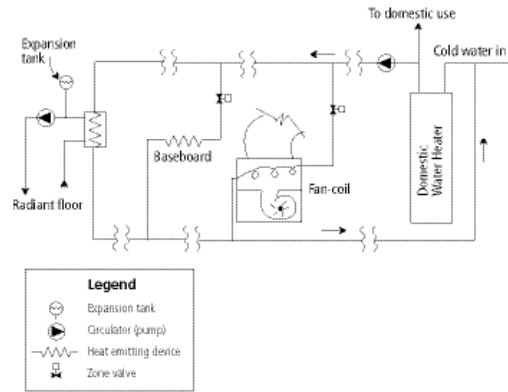 To domestic use
Expansion
tank
Cold water in
Baseboard
Fan-coil
Domestic
Water Heater
Radiant floor
Legend
Expansion tank
Circulator (pump)
Heat emitting device
Zone valve